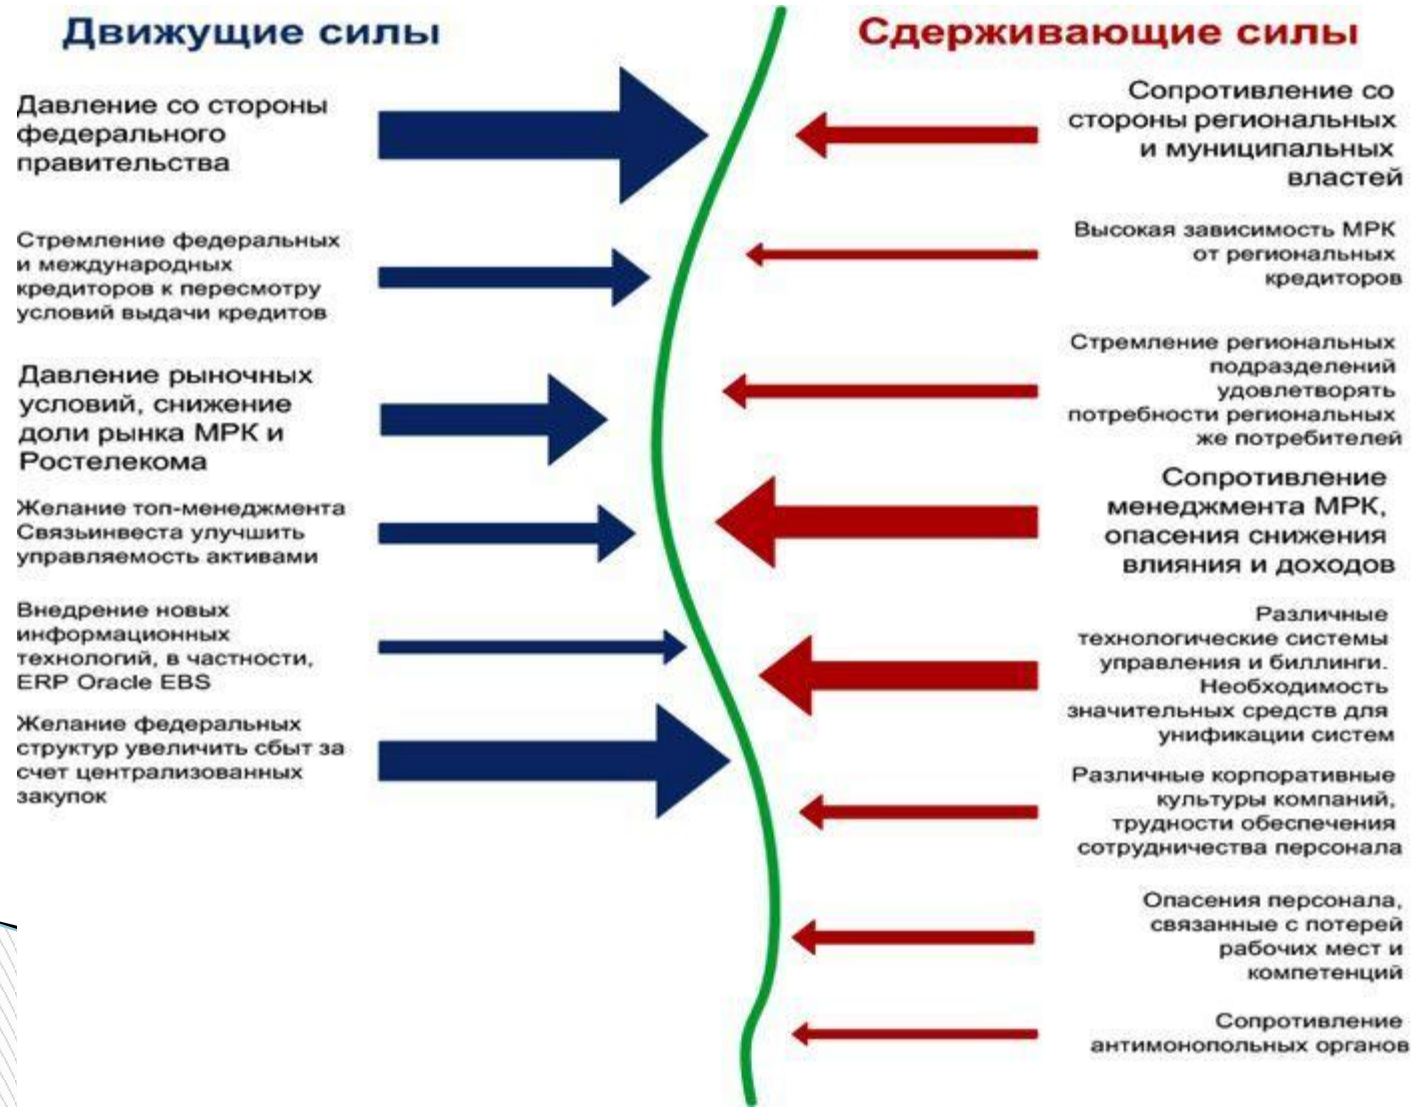 Движущие силы
Давление со стороны
федерального
правительства
Стремление федеральных
и международных
кредиторов к пересмотру
условий выдачи кредитов
Давление рыночных
условий, снижение
доли рынка МРК и
Ростелекома
Желание топ-менеджмента
Связьинвеста улучшить
управляемость активами
Внедрение новых
информационных
технологий, в частности,
ERP Oracle EBS
Желание федеральных
структур увеличить сбыт за
счет централизованных
закупок
Сдерживающие силы
Сопротивление со
стороны региональных
и муниципальных
властей
Высокая зависимость МРК
от региональных
кредиторов
Стремление региональных
подразделений
удовлетворять
потребности региональных
же потребителей
Сопротивление
менеджмента МРК,
опасения снижения
влияния и доходов
Различные
технологические системы
управления и биллинги.
Необходимость
значительных средств для
унификации систем
Различные корпоративные
культуры компаний,
трудности обеспечения
сотрудничества персонала
Опасения персонала,
связанные с потерей
рабочих мест и
компетенций
Сопротивление
антимонопольных органов